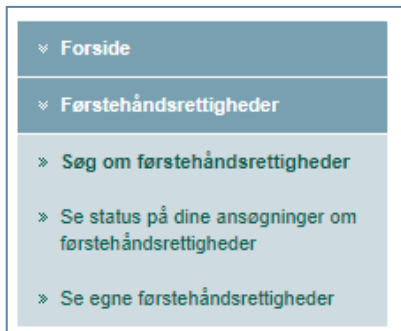 Forside
Førstehåndsrettigheder
Søg om førstehåndsrettigheder
Se status på dine ansøgninger om
førstehåndsrettigheder
Se egne førstehåndsrettigheder